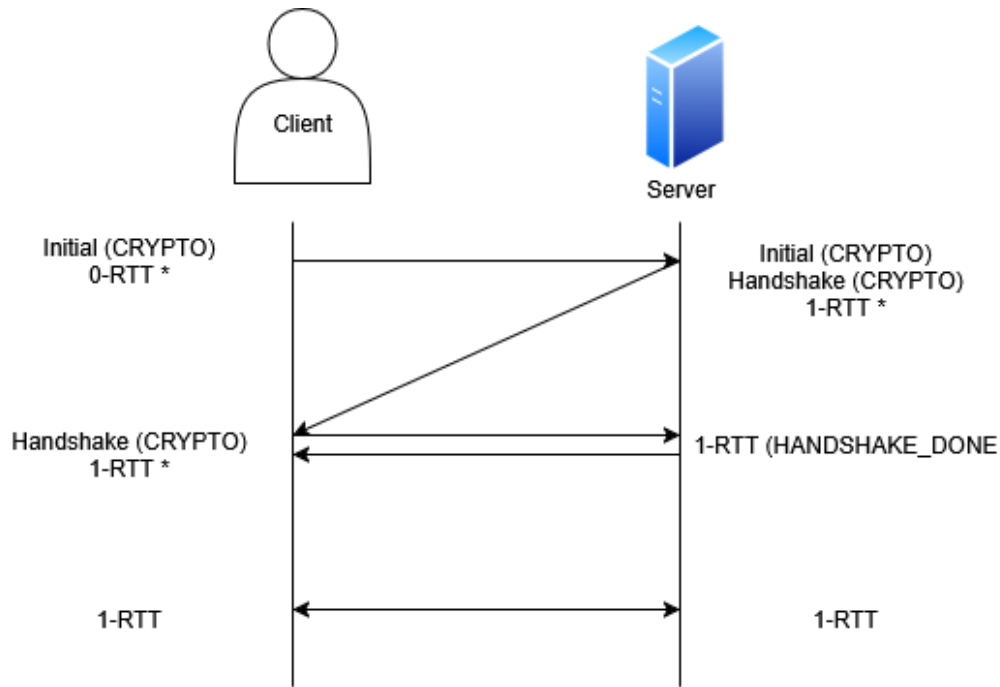 Client
Server
Initial (CRYPTO)
0-RTT *
Initial (CRYPTO)
Handshake (CRYPTO)
1-RTT *
Handshake (CRYPTO)
1-RTT *
1-RTT (HANDSHAKE_DONE
1-RTT
1-RTT